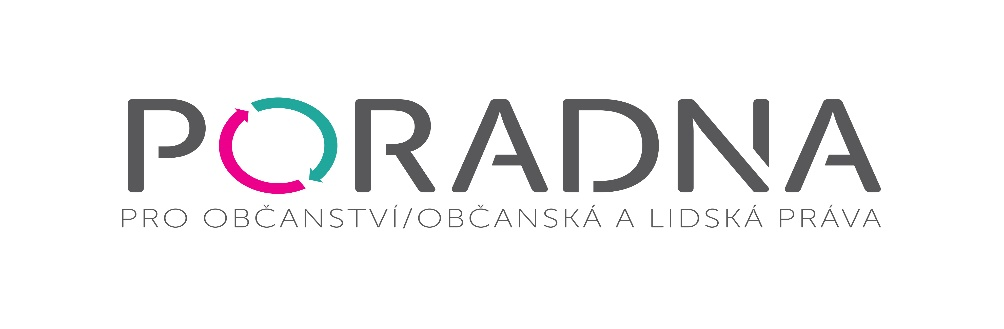 PORADNA
PRO OBČANSTVÍ/OBČANSKÁ A LIDSKÁ PRÁVA